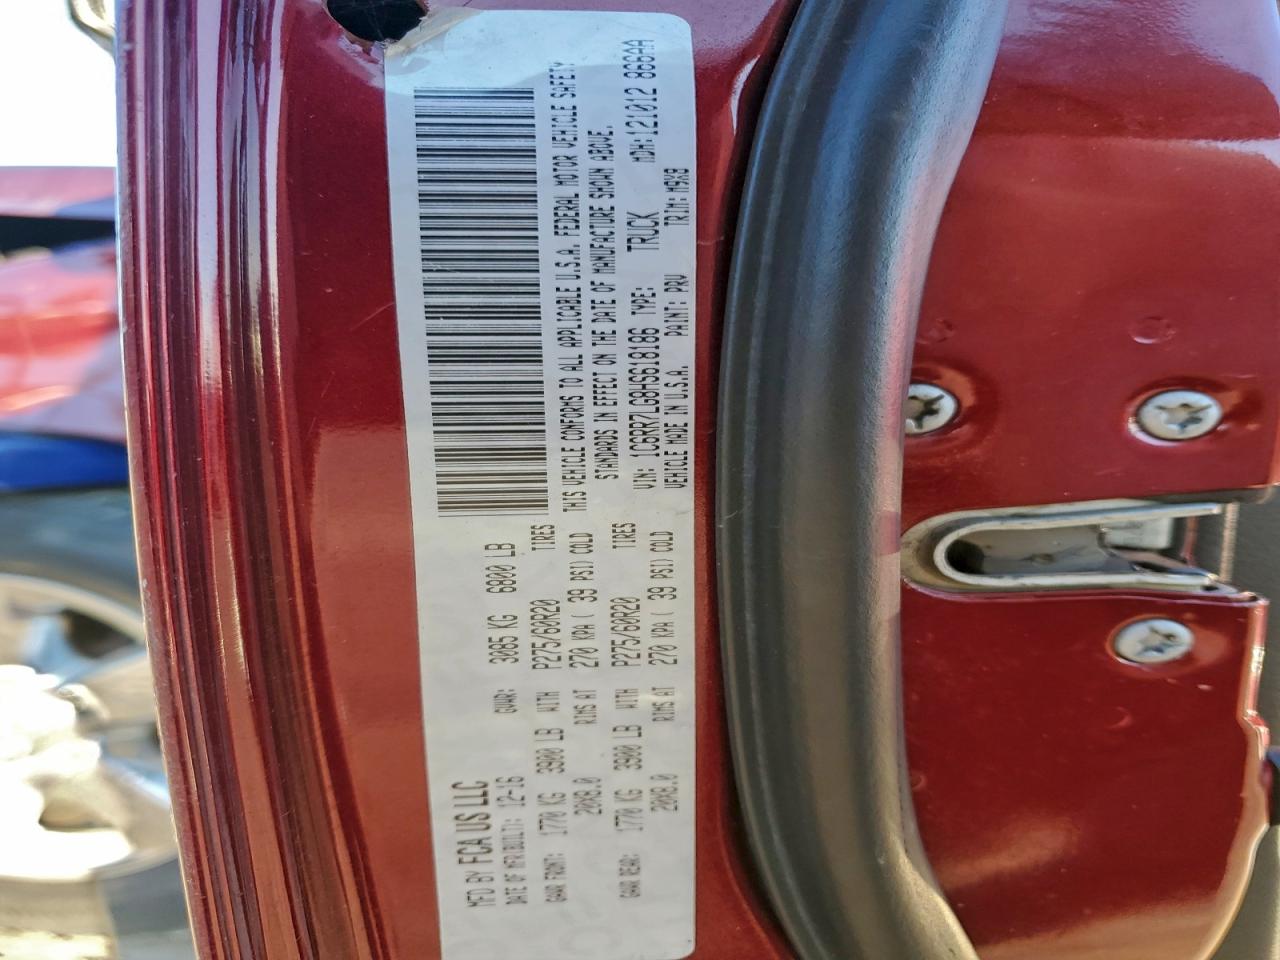 MFD BY FCA US LLC
DATE OF MFR(BUILT): 12-16 GVWR: 3085 KG 6800 LB
GAWR FRONT: 1770 KG 3900 LB WITH P275/60R20 TIRES
20X8.0 RIMS AT 270 KPA ( 39 PSI) COLD
GAWR REAR: 1770 KG 3900 LB WITH P275/60R20 TIRES
20X8.0 RIMS AT 270 KPA ( 39 PSI) COLD
THIS VEHICLE CONFORMS TO ALL APPLICABLE U.S.A. FEDERAL MOTOR VEHICLE SAFETY
STANDARDS IN EFFECT ON THE DATE OF MANUFACTURE SHOWN ABOVE.
VIN: 1C6RR7LG8HS618186 TYPE: TRUCK MDH:121012 866AA
VEHICLE MADE IN U.S.A. PAINT: PRV TRIM: M9X8